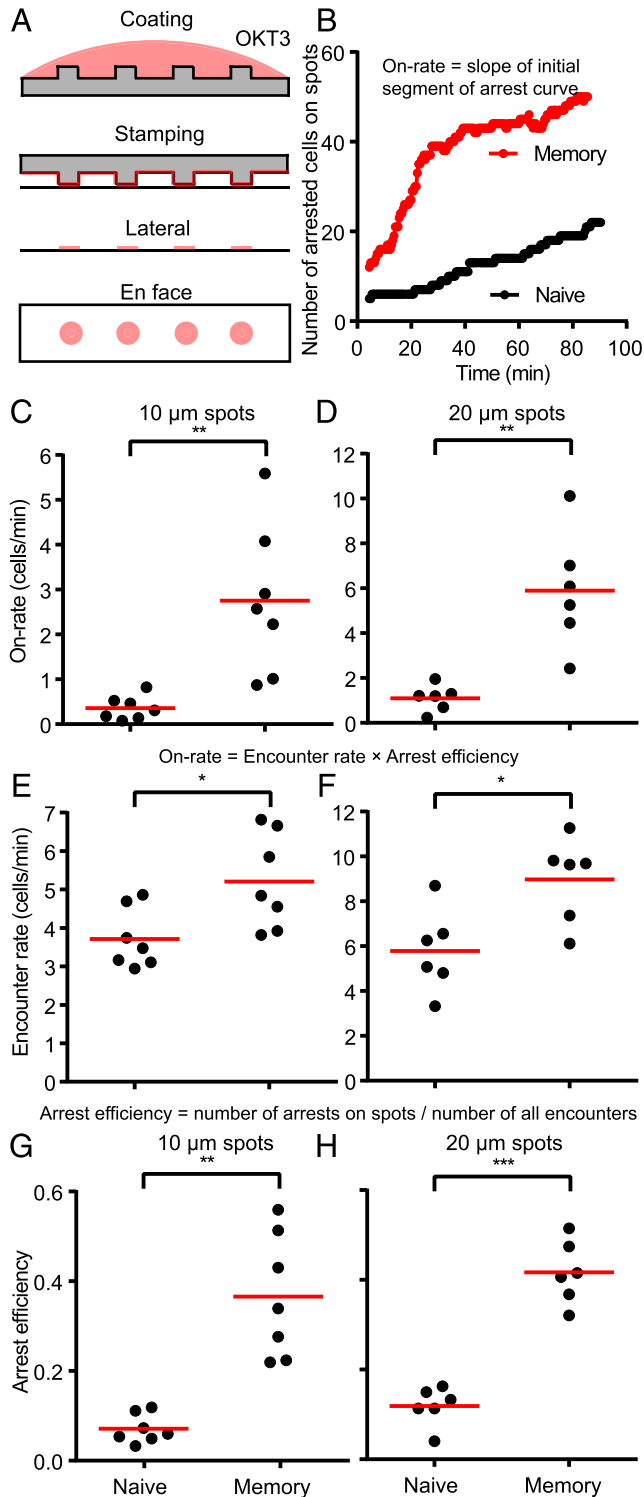 A
Coating
OKT3
Stamping
Lateral
En face
B
Number of arrested cells on spots
60
40
20
0
On-rate = slope of initial
segment of arrest curve
Memory
Naive
0 20 40 60 80 100
Time (min)
C
10 µm spots
**
On-rate (cells/min)
6
5
4
3
2
1
0
D
20 µm spots
**
12
10
8
6
4
2
0
On-rate = Encounter rate × Arrest efficiency
E
*
Encounter rate (cells/min)
7
6
5
4
3
3
1
0
F
*
12
10
8
6
4
2
0
Arrest efficiency = number of arrests on spots / number of all encounters
G
10 µm spots
**
Arrest efficiency
0.6
0.4
0.2
0.0
Naive Memory
H
20 µm spots
***
Naive Memory